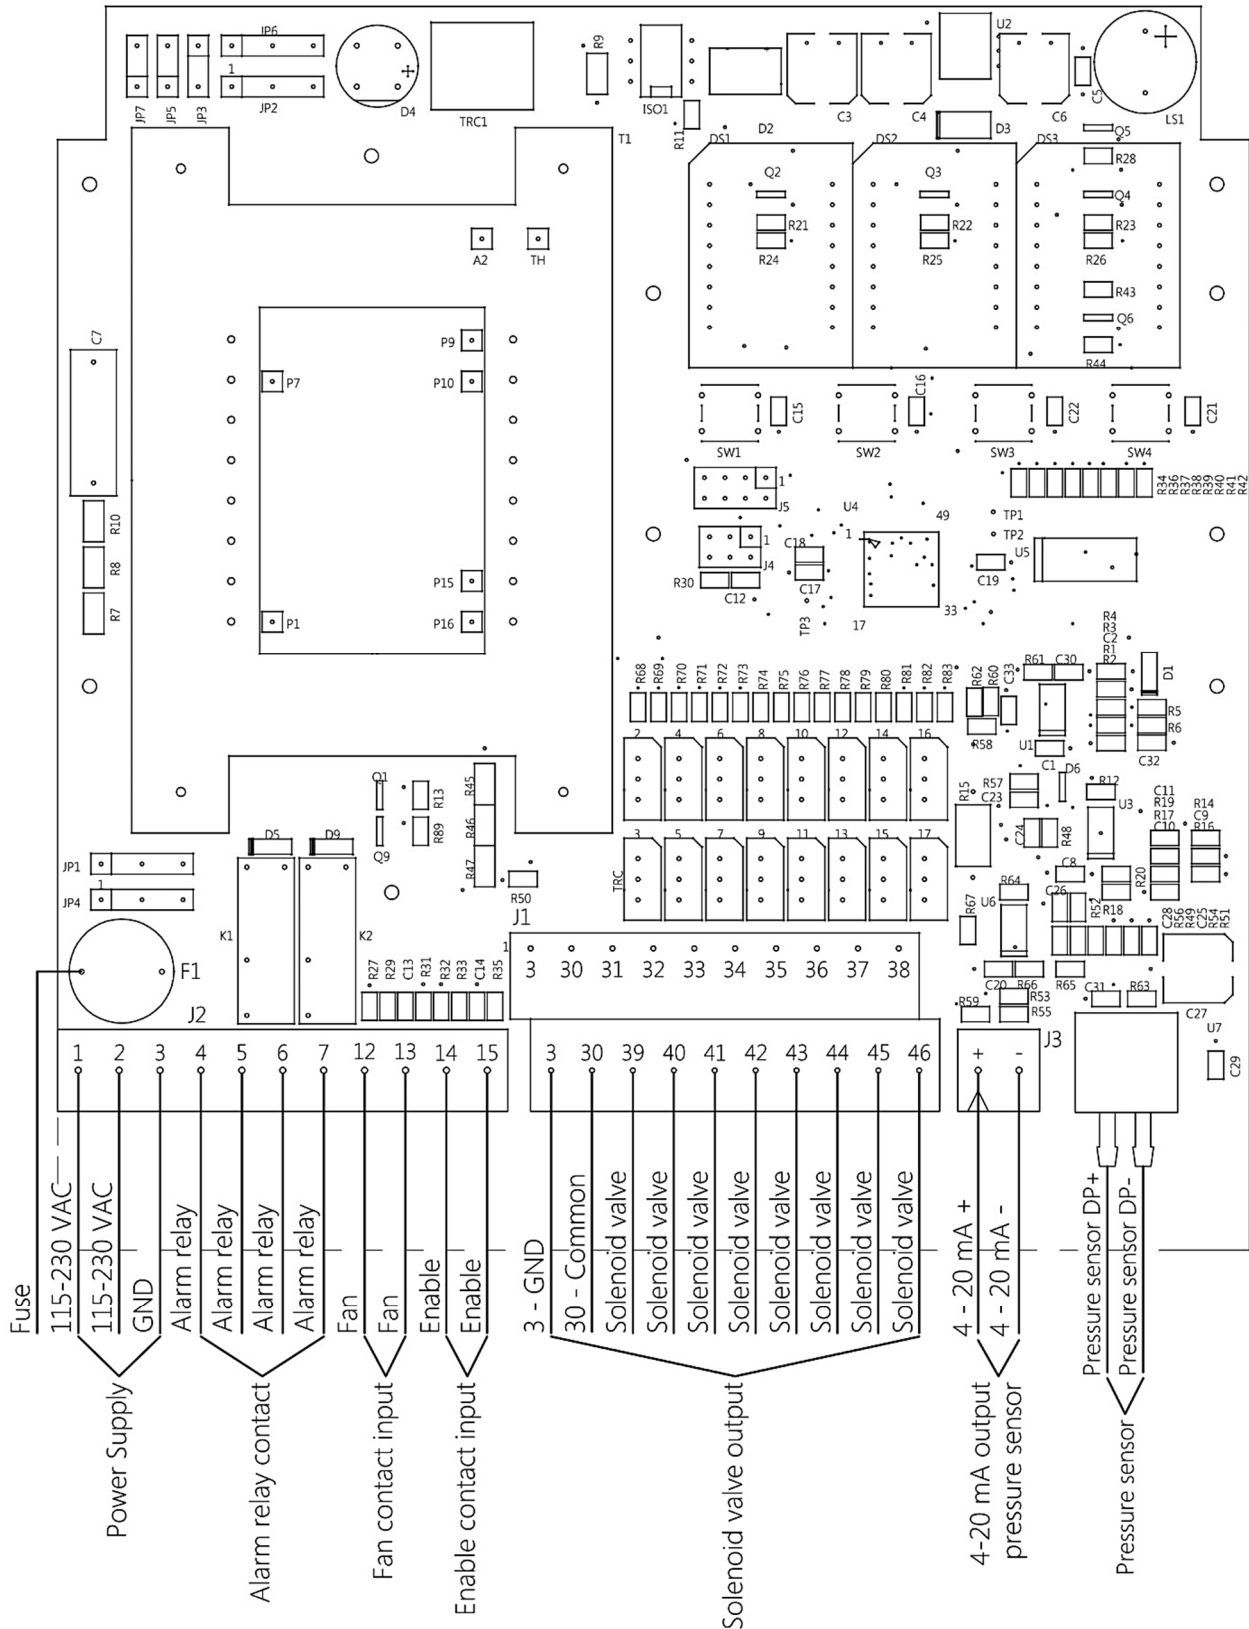 JP7
JP5
JP3
JP6
1
JP2
D4
TRC1
R9
ISO1
R11
D2
C3
C4
U2
D3
C6
C5
LS1
T1
DS1
DS2
DS3
Q5
R28
Q2
Q3
Q4
R21
R22
R23
R24
R25
R26
R43
Q6
R44
A2
TH
C7
P9
P7
P10
C15
C16
C22
C21
SW1
SW2
SW3
SW4
1
J5
U4
49
TP1
TP2
R34
R36
R37
R38
R39
R40
R41
R42
R10
R8
R7
1
J4
C18
1
U5
R30
C12
C17
C19
P15
P1
P16
TP3
17
33
R4
R3
C2
R1
R2
R68
R69
R70
R71
R72
R73
R74
R75
R76
R77
R78
R79
R80
R81
R82
R83
R62
R60
C33
R61
C30
D1
R5
R6
R58
U1
C1
C32
2
4
6
8
10
12
14
16
Q1
R13
R45
R15
R57
C23
D6
R12
U3
C11
R19
R17
C10
R14
C9
R16
D5
D9
Q9
R89
R46
R47
R50
C24
R48
JP1
1
JP4
TRC
3
5
7
9
11
13
15
17
C8
R64
C26
R20
R67
U6
R52
R18
C28
R56
R49
C25
R54
R51
K1
K2
J1
F1
J2
R27
R29
C13
R31
R32
R33
C14
R35
1
3 30 31 32 33 34 35 36 37 38
C20
R66
R65
R59
R53
R55
C31
R63
C27
J3
U7
C29
1 2 3 4 5 6 7 12 13 14 15
3 30 39 40 41 42 43 44 45 46
+ -
Fuse
115-230 VAC
115-230 VAC
GND
Alarm relay
Alarm relay
Alarm relay
Alarm relay
Fan
Fan
Enable
Enable
3 - GND
30 - Common
Solenoid valve
Solenoid valve
Solenoid valve
Solenoid valve
Solenoid valve
Solenoid valve
Solenoid valve
Solenoid valve
4 - 20 mA +
4 - 20 mA -
Pressure sensor DP+
Pressure sensor DP-
Power Supply
Alarm relay contact
Fan contact input
Enable contact input
Solenoid valve output
4-20 mA output
pressure sensor
Pressure sensor